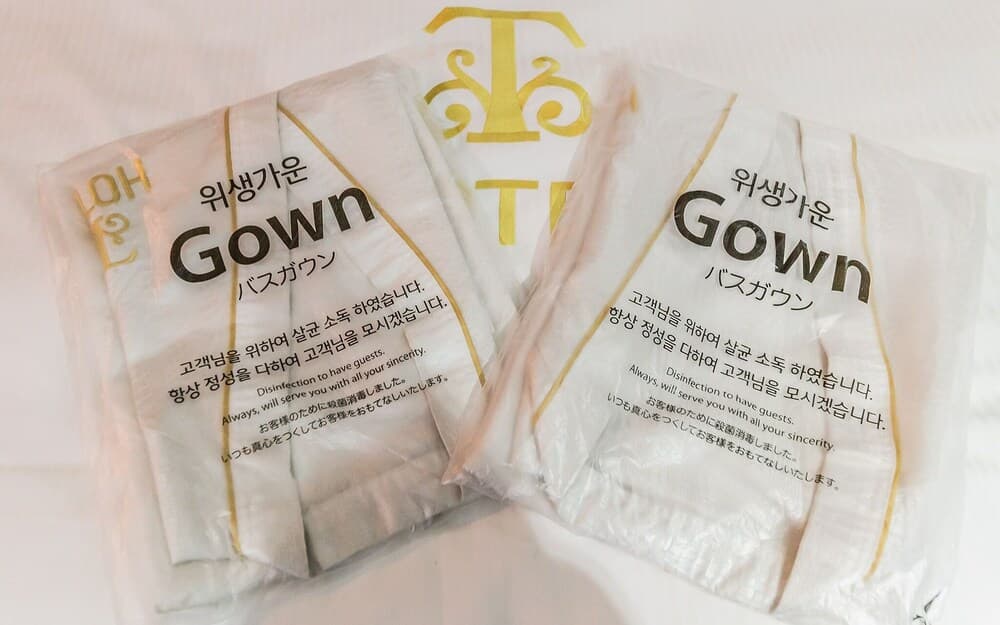 T
TE
HOT
EL
위생가운
Gown
バスガウン
고객님을 위하여 살균 소독 하였습니다.
항상 정성을 다하여 고객님을 모시겠습니다.
Disinfection to have guests.
Always, will serve you with all your sincerity.
お客様のために殺菌消毒しました。
いつも真心をつくしてお客様をおもてなしいたします。
위생가운
Gown
バスガウン
고객님을 위하여 살균 소독 하였습니다.
항상 정성을 다하여 고객님을 모시겠습니다.
Disinfection to have guests.
Always, will serve you with all your sincerity.
お客様のために殺菌消毒しました。
いつも真心をつくしてお客様をおもてなしいたします。